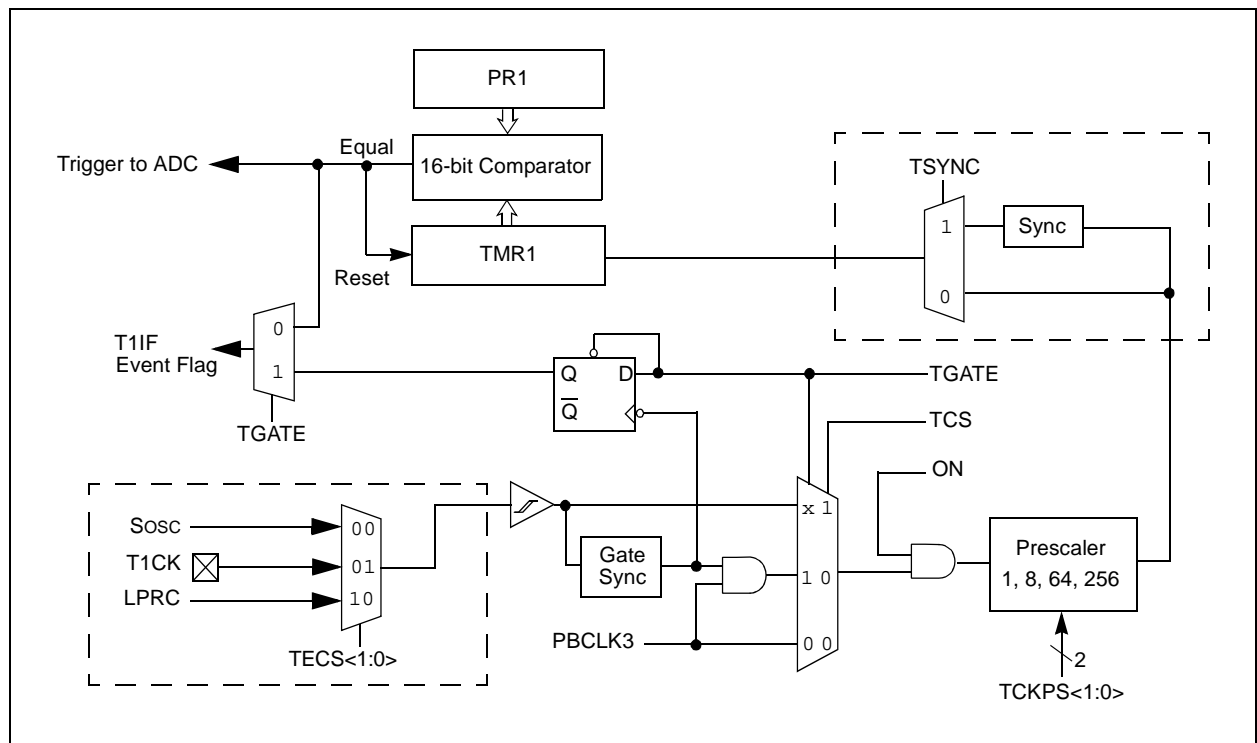 PR1
Equal
Trigger to ADC
16-bit Comparator
TSYNC
1
Sync
TMR1
Reset
0
0
T1IF
Event Flag
1
Q
D
Q̅
TGATE
TGATE
TCS
ON
x 1
SOSC
00
T1CK
01
LPRC
10
TECS<1:0>
Gate
Sync
1 0
PBCLK3
0 0
Prescaler
1, 8, 64, 256
2
TCKPS<1:0>